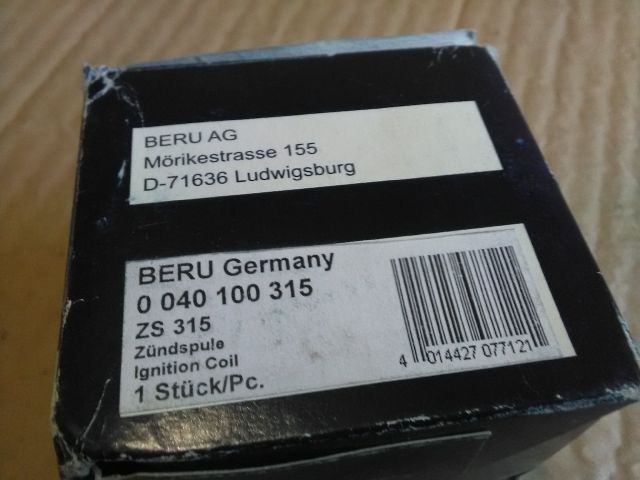 BERU AG
Mörikestrasse 155
D-71636 Ludwigsburg
BERU Germany
0 040 100 315
ZS 315
Zündspule
Ignition Coil
1 Stück/Pc.
4 014427 077121